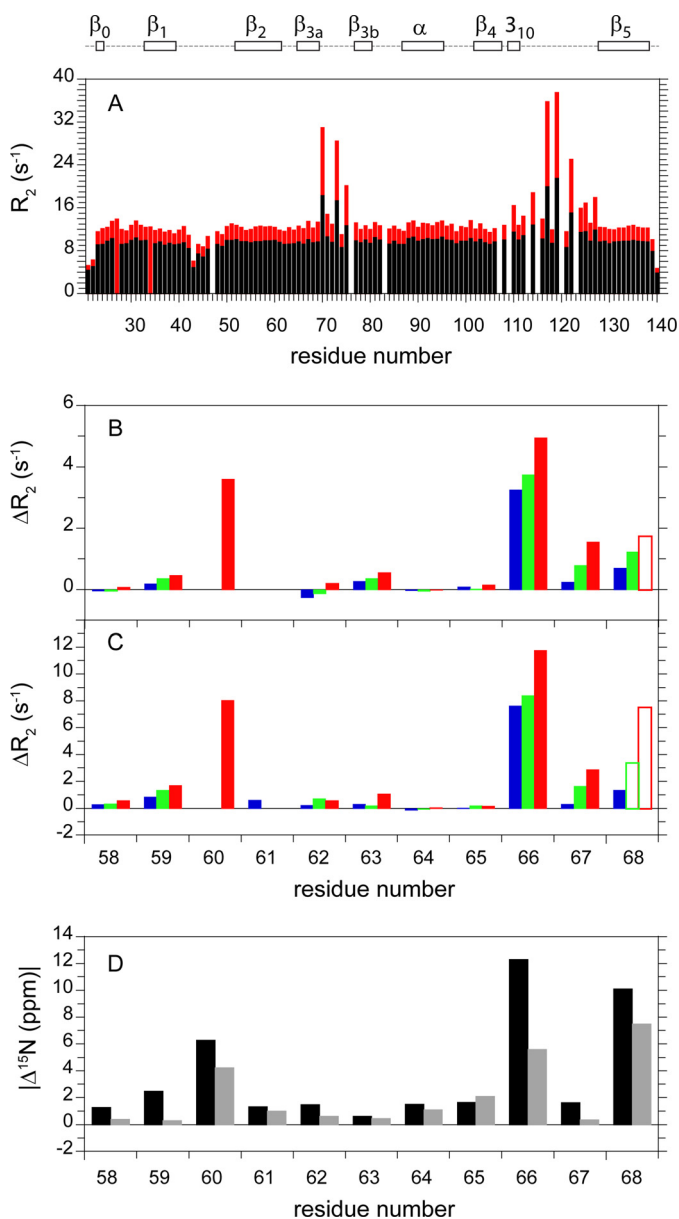 β₀ β₁ β₂ β₃ₐ β₃b α β₄ 3₁₀ β₅
A
R₂ (s⁻¹)
40
32
24
16
8
0
30 40 50 60 70 80 90 100 110 120 130 140
residue number
B
ΔR₂ (s⁻¹)
6
4
2
0
C
ΔR₂ (s⁻¹)
12
10
8
6
4
2
0
-2
58 59 60 61 62 63 64 65 66 67 68
residue number
D
|Δ¹⁵N (ppm)|
14
12
10
8
6
4
2
0
-2
58 59 60 61 62 63 64 65 66 67 68
residue number